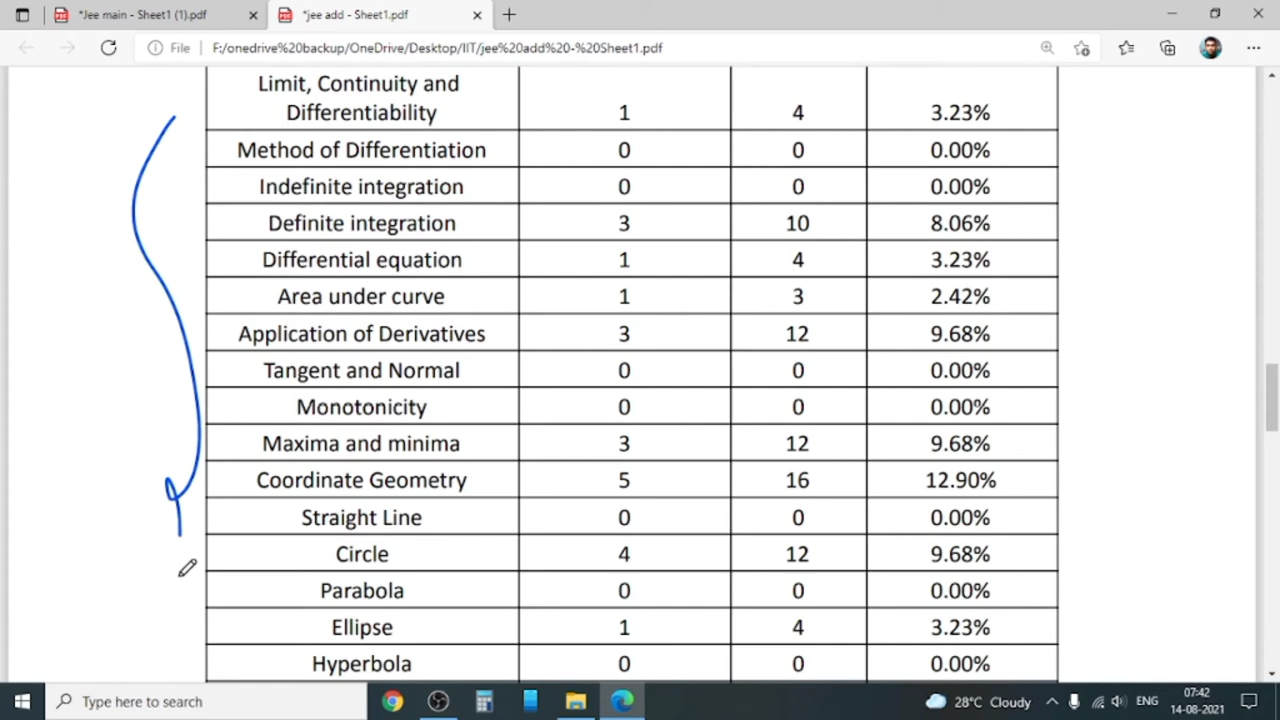 *Jee main - Sheet1 (1).pdf
*jee add - Sheet1.pdf
File F:/onedrive%20backup/OneDrive/Desktop/IIT/jee%20add%20-%20Sheet1.pdf
Limit, Continuity and
Differentiability 1 4 3.23%
Method of Differentiation 0 0 0.00%
Indefinite integration 0 0 0.00%
Definite integration 3 10 8.06%
Differential equation 1 4 3.23%
Area under curve 1 3 2.42%
Application of Derivatives 3 12 9.68%
Tangent and Normal 0 0 0.00%
Monotonicity 0 0 0.00%
Maxima and minima 3 12 9.68%
Coordinate Geometry 5 16 12.90%
Straight Line 0 0 0.00%
Circle 4 12 9.68%
Parabola 0 0 0.00%
Ellipse 1 4 3.23%
Hyperbola 0 0 0.00%
Type here to search
28°C Cloudy
ENG
07:42
14-08-2021